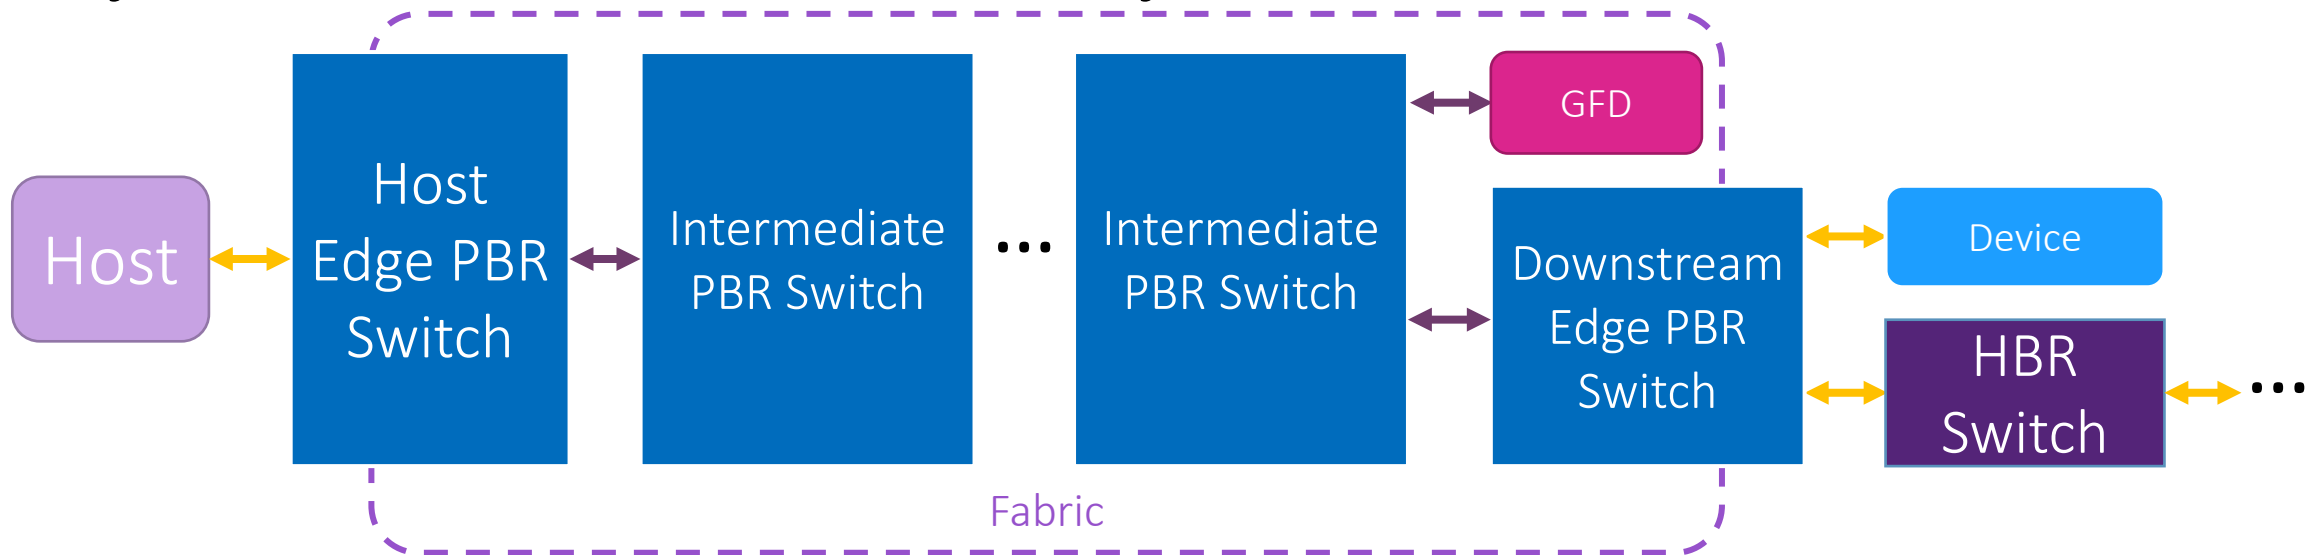 Host
Host
Edge PBR
Switch
Intermediate
PBR Switch
...
Intermediate
PBR Switch
GFD
Downstream
Edge PBR
Switch
Device
HBR
Switch
...
Fabric